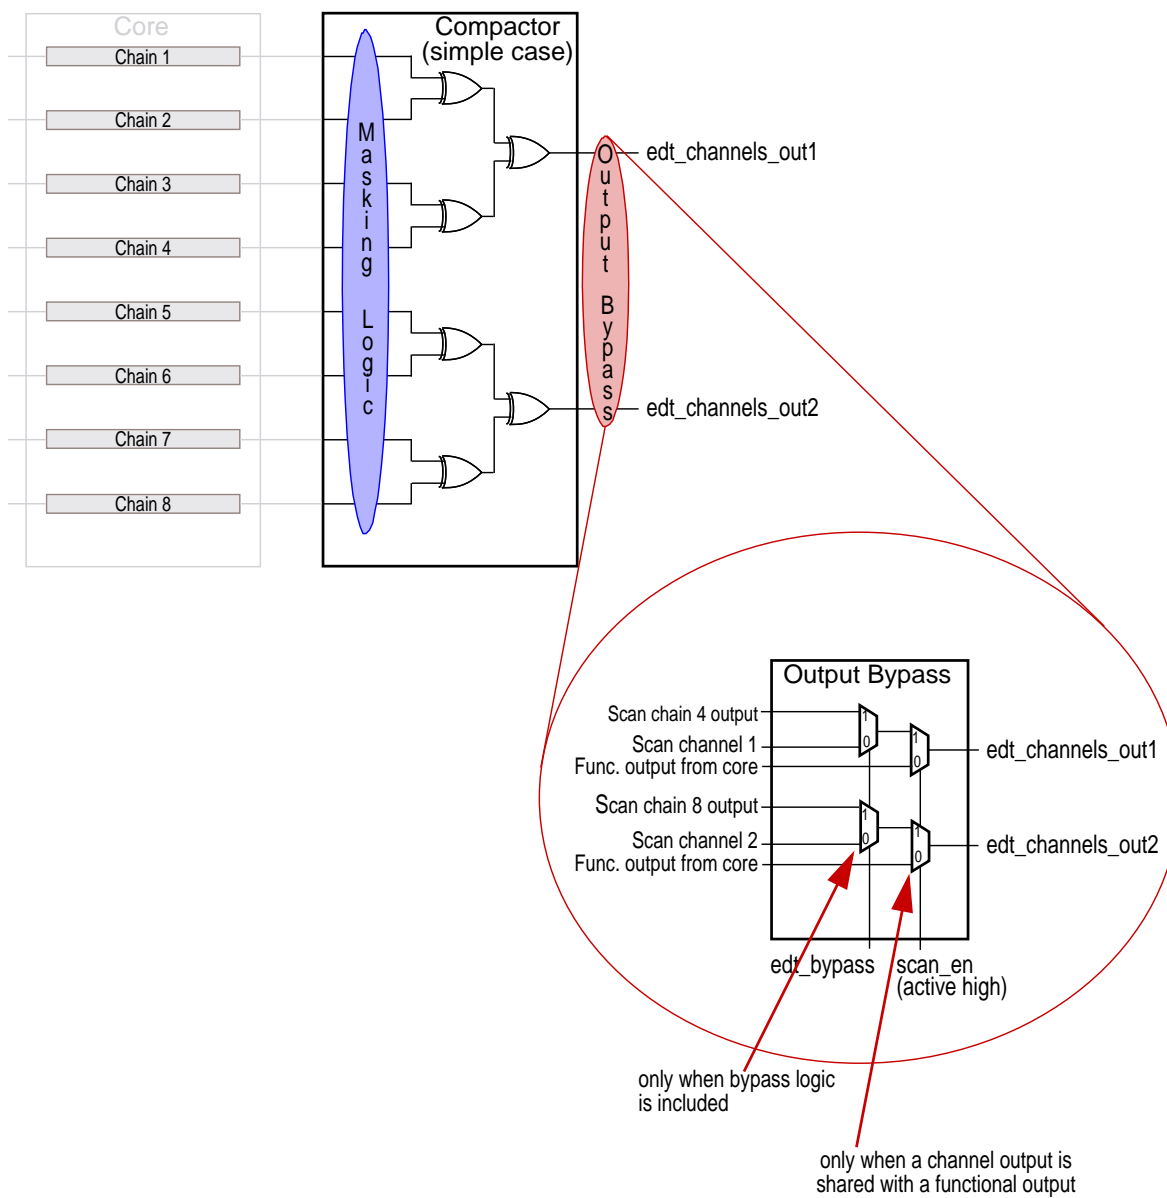 Core
Compactor
(simple case)
Chain 1
Chain 2
Chain 3
Chain 4
Chain 5
Chain 6
Chain 7
Chain 8
Masking Logic
Output Bypass
edt_channels_out1
edt_channels_out2
Output Bypass
Scan chain 4 output
1
0
Scan channel 1
Func. output from core
1
0
edt_channels_out1
Scan chain 8 output
1
0
Scan channel 2
Func. output from core
1
0
edt_channels_out2
edt_bypass
scan_en
(active high)
only when bypass logic
is included
only when a channel output is
shared with a functional output